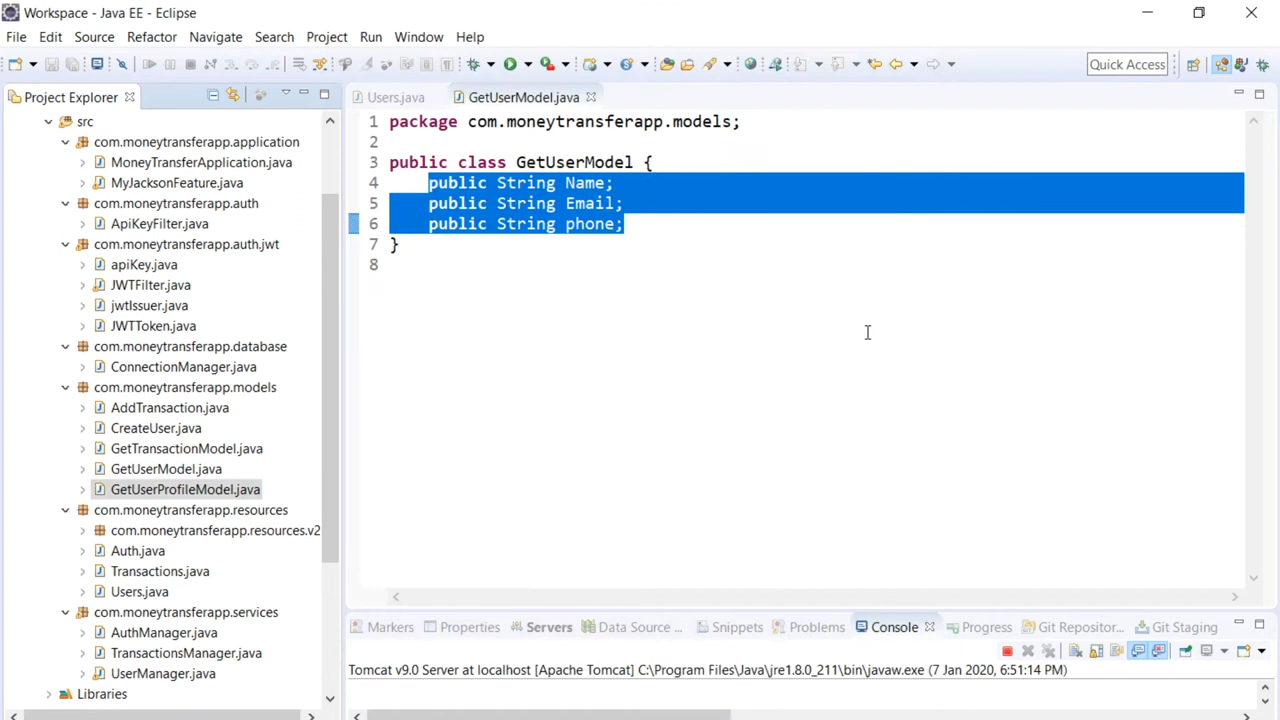 Workspace - Java EE - Eclipse
File Edit Source Refactor Navigate Search Project Run Window Help
Quick Access
Project Explorer
src
com.moneytransferapp.application
MoneyTransferApplication.java
MyJacksonFeature.java
com.moneytransferapp.auth
ApiKeyFilter.java
com.moneytransferapp.auth.jwt
apiKey.java
JWTFilter.java
jwtIssuer.java
JWTToken.java
com.moneytransferapp.database
ConnectionManager.java
com.moneytransferapp.models
AddTransaction.java
CreateUser.java
GetTransactionModel.java
GetUserModel.java
GetUserProfileModel.java
com.moneytransferapp.resources
com.moneytransferapp.resources.v2
Auth.java
Transactions.java
Users.java
com.moneytransferapp.services
AuthManager.java
TransactionsManager.java
UserManager.java
Libraries
Users.java GetUserModel.java
1 package com.moneytransferapp.models;
2
3 public class GetUserModel {
4 public String Name;
5 public String Email;
6 public String phone;
7 }
8
Markers Properties Servers Data Source ... Snippets Problems Console Progress Git Repositor... Git Staging
Tomcat v9.0 Server at localhost [Apache Tomcat] C:\Program Files\Java\jre1.8.0_211\bin\javaw.exe (7 Jan 2020, 6:51:14 PM)